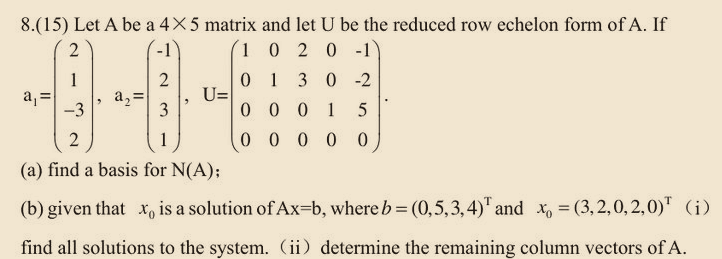 8.(15) Let A be a 4×5 matrix and let U be the reduced row echelon form of A. If
a₁= (2 1 −3 2), a₂= (-1 2 3 1), U= (1 0 2 0 -1
0 1 3 0 -2
0 0 0 1 5
0 0 0 0 0).
(a) find a basis for N(A);
(b) given that x₀ is a solution of Ax=b, where b = (0,5,3,4)ᵀ and x₀ = (3,2,0,2,0)ᵀ (i)
find all solutions to the system. (ii) determine the remaining column vectors of A.